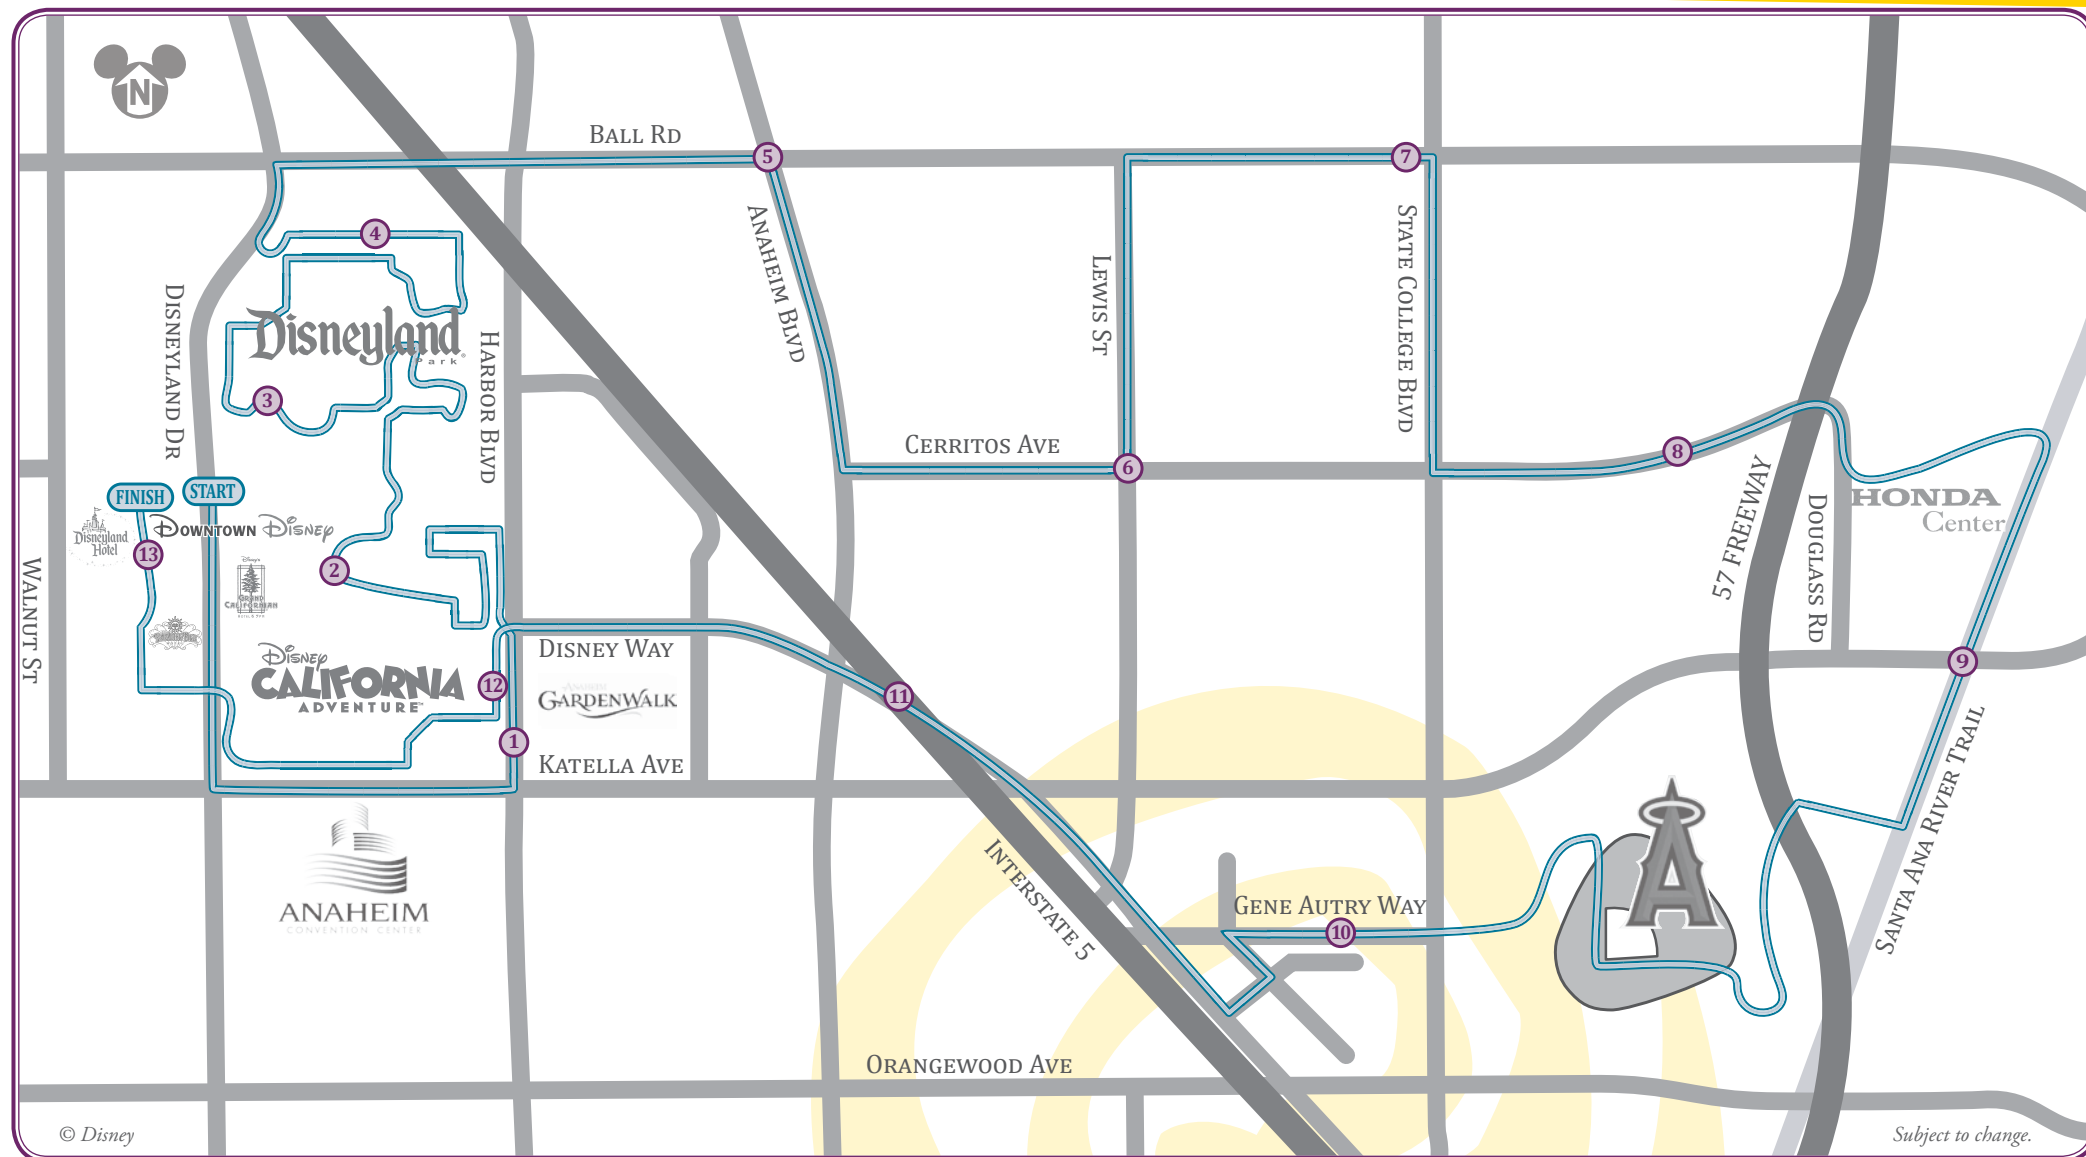 N
BALL RD
5
7
4
ANAHEIM BLVD
LEWIS ST
STATE COLLEGE BLVD
DISNEYLAND DR
Disneyland
Park
HARBOR BLVD
3
CERRITOS AVE
6
8
57 FREEWAY
FINISH
START
HONDA
Center
DOUGLASS RD
Disneyland
Hotel
DOWNTOWN DISNEY
13
2
WALNUT ST
GRAND
CALIFORNIAN
DISNEY WAY
9
Disney
CALIFORNIA
ADVENTURE
12
ANAHEIM
GARDENWALK
11
1
KATELLA AVE
SANTA ANA RIVER TRAIL
INTERSTATE 5
A
ANAHEIM
CONVENTION CENTER
GENE AUTRY WAY
10
ORANGEWOOD AVE
© Disney
Subject to change.